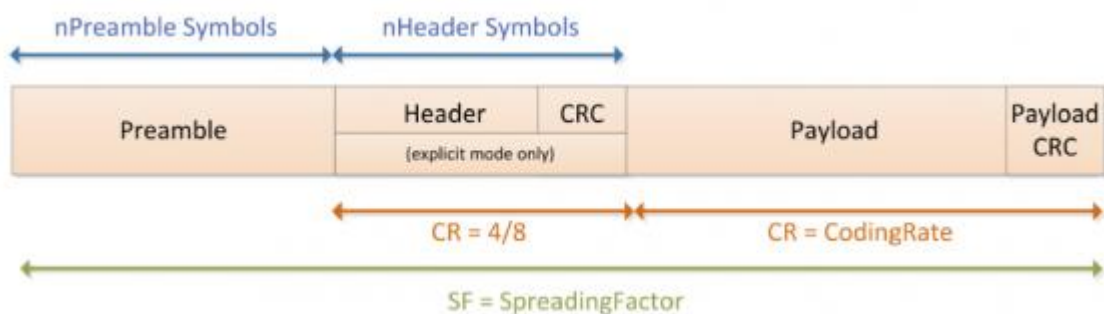 nPreamble Symbols nHeader Symbols
Preamble Header CRC Payload Payload CRC
(explicit mode only)
CR = 4/8 CR = CodingRate
SF = SpreadingFactor